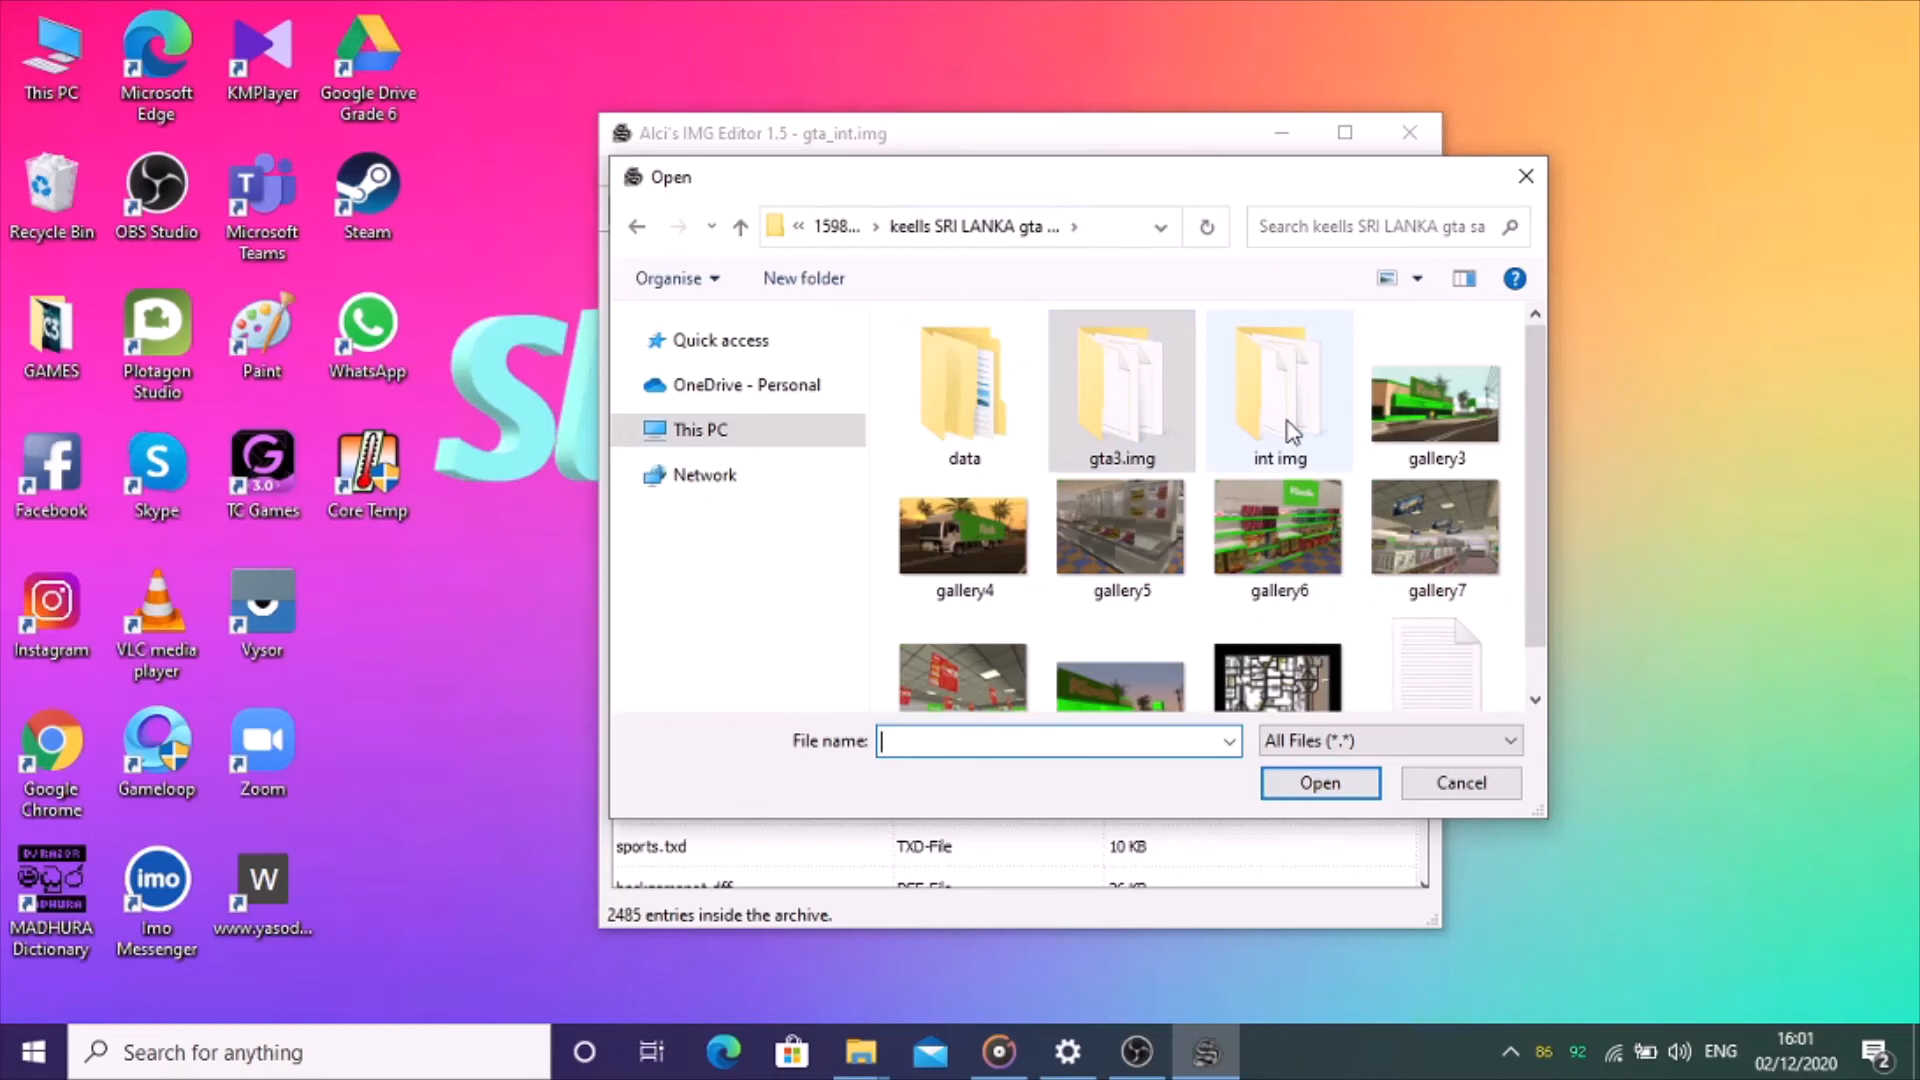 This PC
Microsoft
Edge
KMPlayer
Google Drive
Grade 6
Recycle Bin
OBS Studio
Microsoft
Teams
Steam
GAMES
Plotagon
Studio
Paint
WhatsApp
Facebook
Skype
TC Games
Core Temp
Instagram
VLC media
player
Vysor
Google
Chrome
Gameloop
Zoom
MADHURA
Dictionary
Imo
Messenger
www.yasod...
Alci's IMG Editor 1.5 - gta_int.img
Open
« 1598... › keells SRI LANKA gta ... ›
Search keells SRI LANKA gta sa
Organise
New folder
Quick access
OneDrive - Personal
This PC
Network
data
gta3.img
int img
gallery3
gallery4
gallery5
gallery6
gallery7
File name:
All Files (*.*)
Open
Cancel
sports.txd TXD-File 10 KB
2485 entries inside the archive.
Search for anything
86 92 ENG
16:01
02/12/2020
2